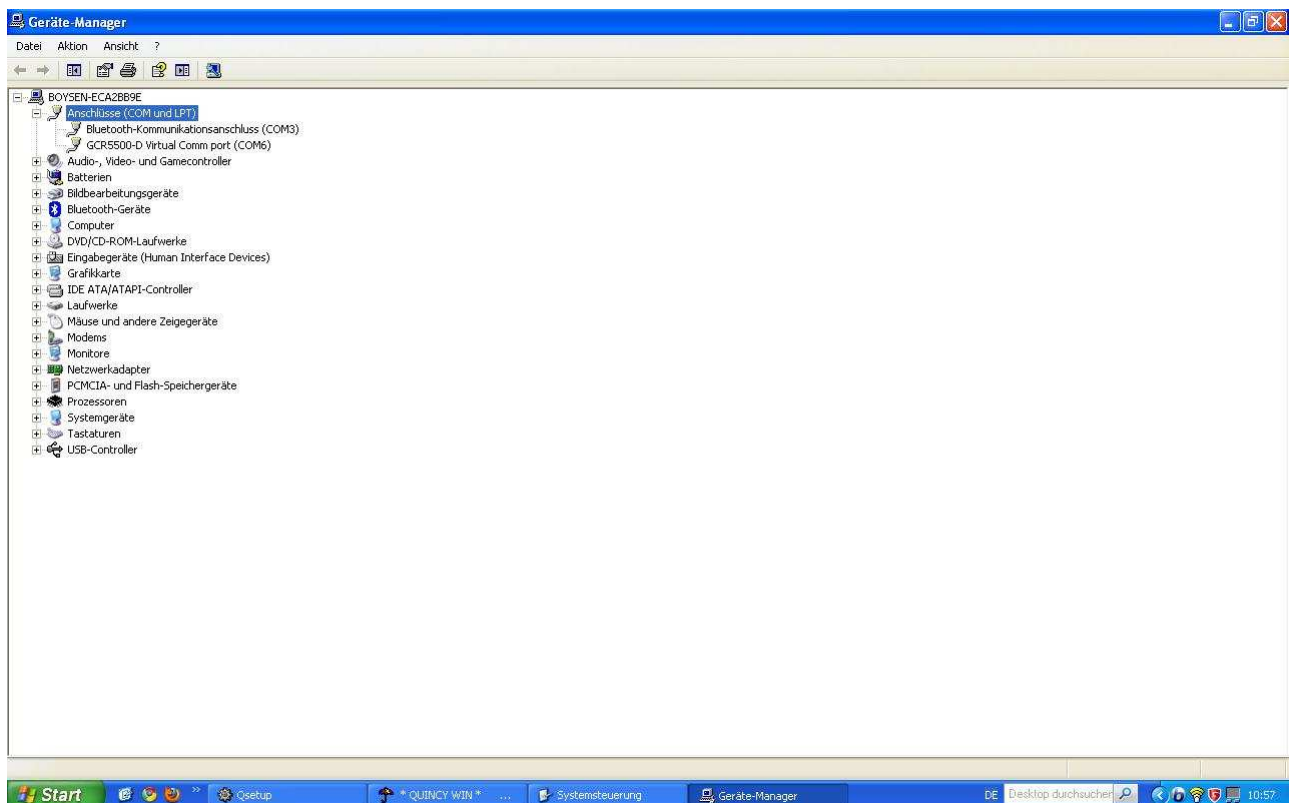 Geräte-Manager
Datei Aktion Ansicht ?
BOYSEN-ECA2BB9E
Anschlüsse (COM und LPT)
Bluetooth-Kommunikationsanschluss (COM3)
GCR5500-D Virtual Comm port (COM6)
Audio-, Video- und Gamecontroller
Batterien
Bildbearbeitungsgeräte
Bluetooth-Geräte
Computer
DVD/CD-ROM-Laufwerke
Eingabegeräte (Human Interface Devices)
Grafikkarte
IDE ATA/ATAPI-Controller
Laufwerke
Mäuse und andere Zeigegeräte
Modems
Monitore
Netzwerkadapter
PCMCIA- und Flash-Speichergeräte
Prozessoren
Systemgeräte
Tastaturen
USB-Controller
Start » Qsetup * QUINCY WIN * ... Systemsteuerung Geräte-Manager DE Desktop durchsuchen 10:57